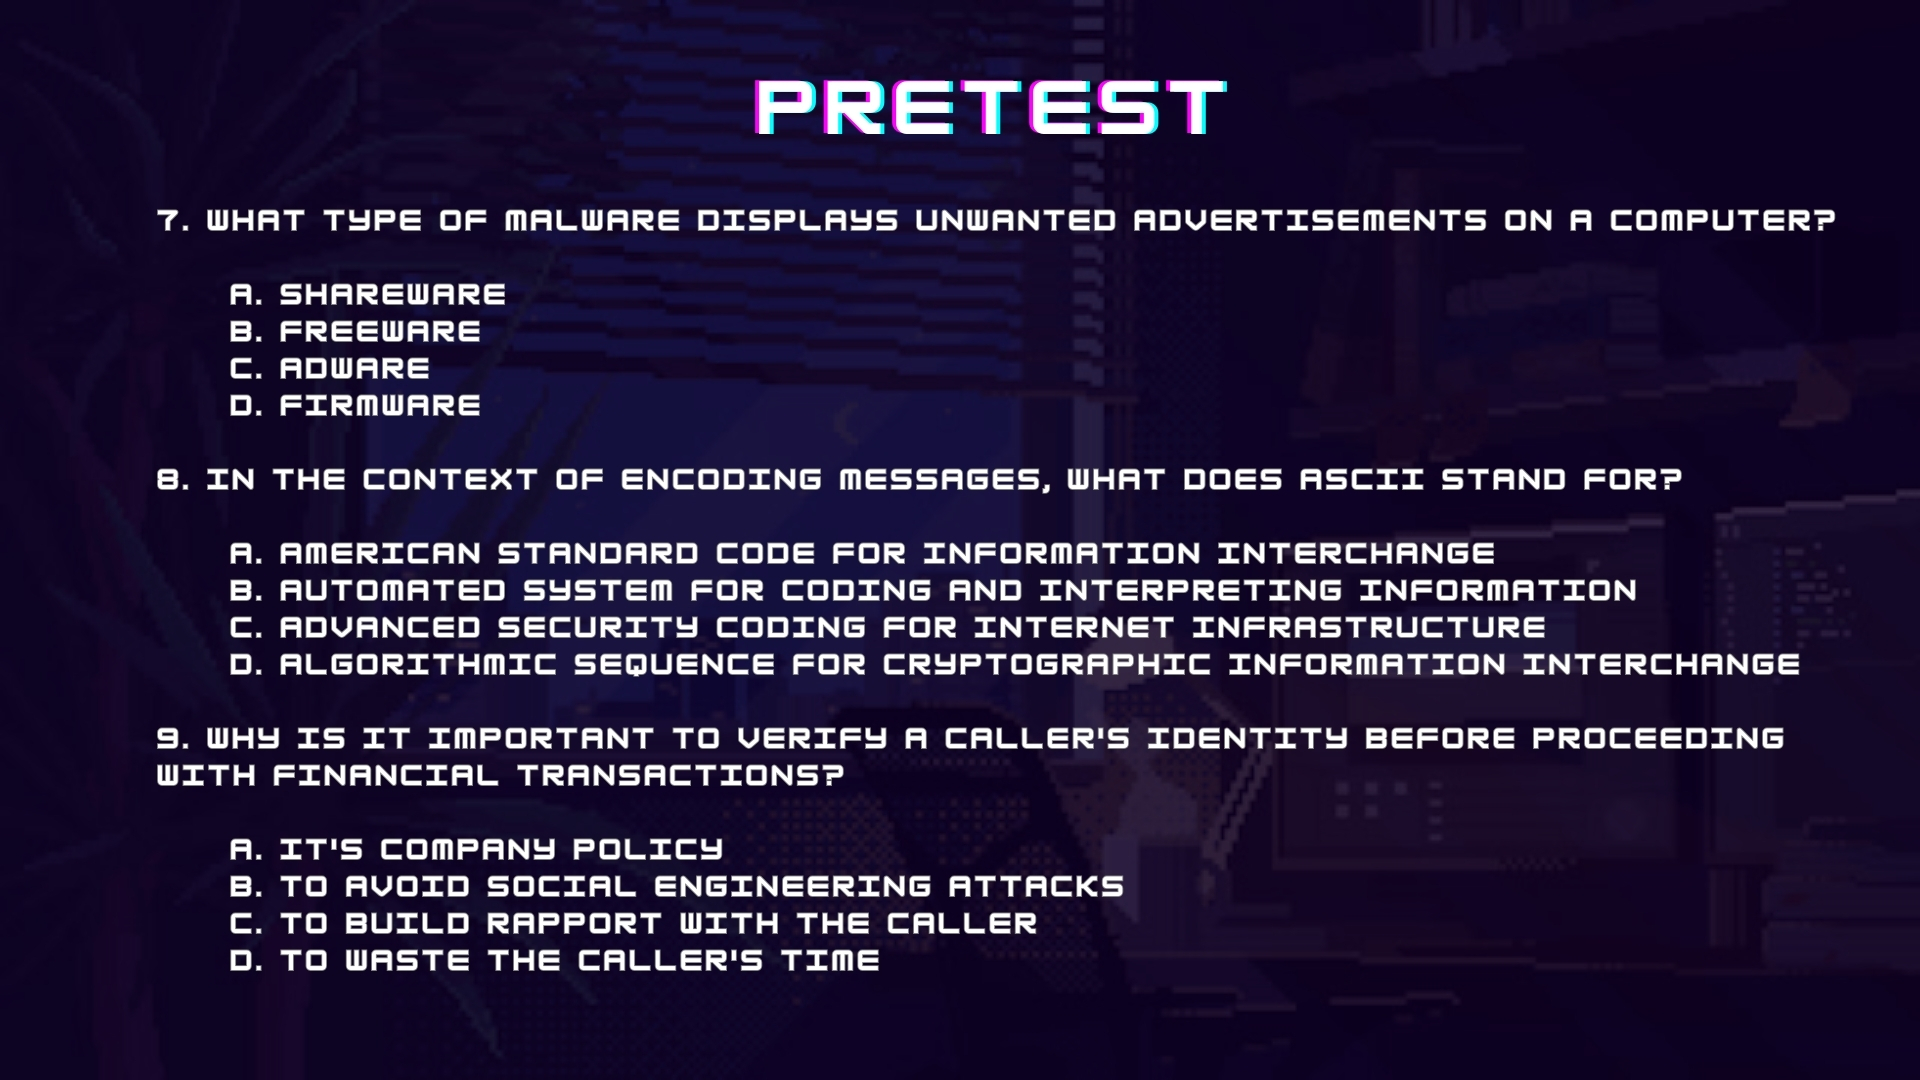 PRETEST
7. WHAT TYPE OF MALWARE DISPLAYS UNWANTED ADVERTISEMENTS ON A COMPUTER?
A. SHAREWARE
B. FREEWARE
C. ADWARE
D. FIRMWARE
8. IN THE CONTEXT OF ENCODING MESSAGES, WHAT DOES ASCII STAND FOR?
A. AMERICAN STANDARD CODE FOR INFORMATION INTERCHANGE
B. AUTOMATED SYSTEM FOR CODING AND INTERPRETING INFORMATION
C. ADVANCED SECURITY CODING FOR INTERNET INFRASTRUCTURE
D. ALGORITHMIC SEQUENCE FOR CRYPTOGRAPHIC INFORMATION INTERCHANGE
9. WHY IS IT IMPORTANT TO VERIFY A CALLER'S IDENTITY BEFORE PROCEEDING
WITH FINANCIAL TRANSACTIONS?
A. IT'S COMPANY POLICY
B. TO AVOID SOCIAL ENGINEERING ATTACKS
C. TO BUILD RAPPORT WITH THE CALLER
D. TO WASTE THE CALLER'S TIME